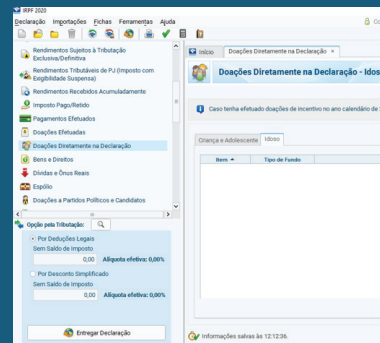 IRPF 2020
Declaração Importações Fichas Ferramentas Ajuda
Rendimentos Sujeitos à Tributação
Exclusiva/Definitiva
Rendimentos Tributáveis de PJ (Imposto com
Exigibilidade Suspensa)
Rendimentos Recebidos Acumuladamente
Imposto Pago/Retido
Pagamentos Efetuados
Doações Efetuadas
Doações Diretamente na Declaração
Bens e Direitos
Dívidas e Ônus Reais
Espólio
Doações a Partidos Políticos e Candidatos
Opção pela Tributação:
Por Deduções Legais
Sem Saldo de Imposto
0,00 Alíquota efetiva: 0,00%
Por Desconto Simplificado
Sem Saldo de Imposto
0,00 Alíquota efetiva: 0,00%
Entregar Declaração
Início Doações Diretamente na Declaração ×
Doações Diretamente na Declaração - Idos
Caso tenha efetuado doações de incentivo no ano calendário de
Criança e Adolescente Idoso
Item Tipo de Fundo
Informações salvas às 12:12:36.